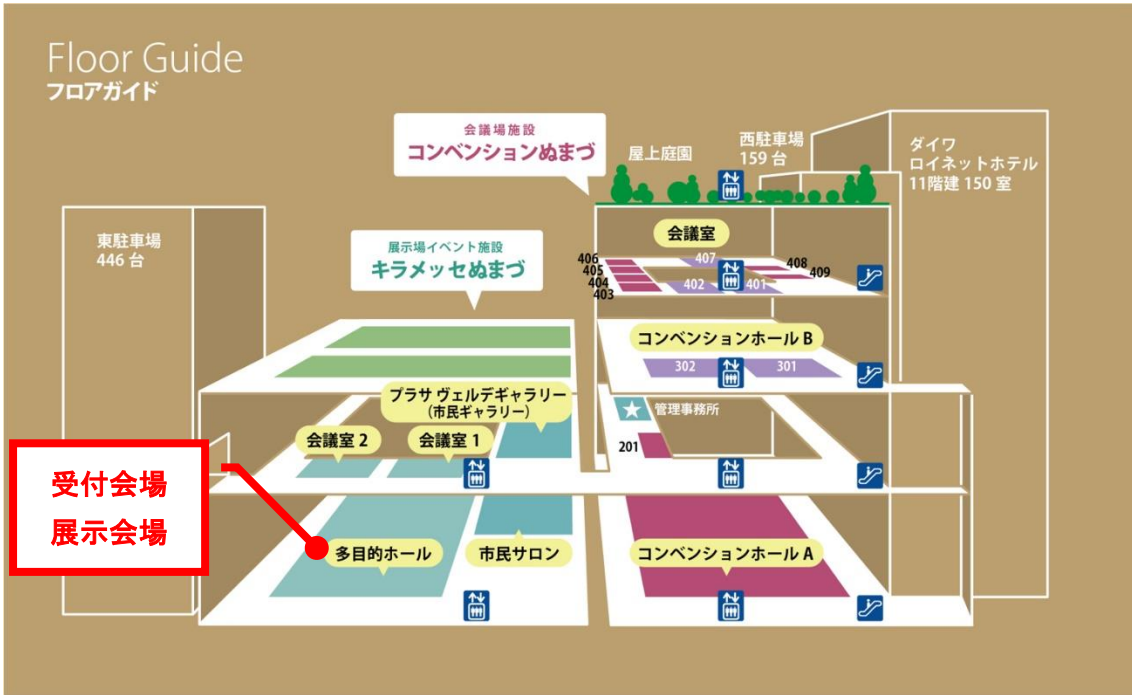 Floor Guide
フロアガイド
会議場施設
コンベンションぬまづ
屋上庭園
西駐車場
159 台
ダイワ
ロイネットホテル
11階建 150 室
東駐車場
446 台
展示場イベント施設
キラメッセぬまづ
会議室
406
405
404
403
407
402
401
408
409
コンベンションホール B
302
301
プラサ ヴェルデギャラリー
(市民ギャラリー)
管理事務所
会議室 2
会議室 1
201
受付会場
展示会場
多目的ホール
市民サロン
コンベンションホール A